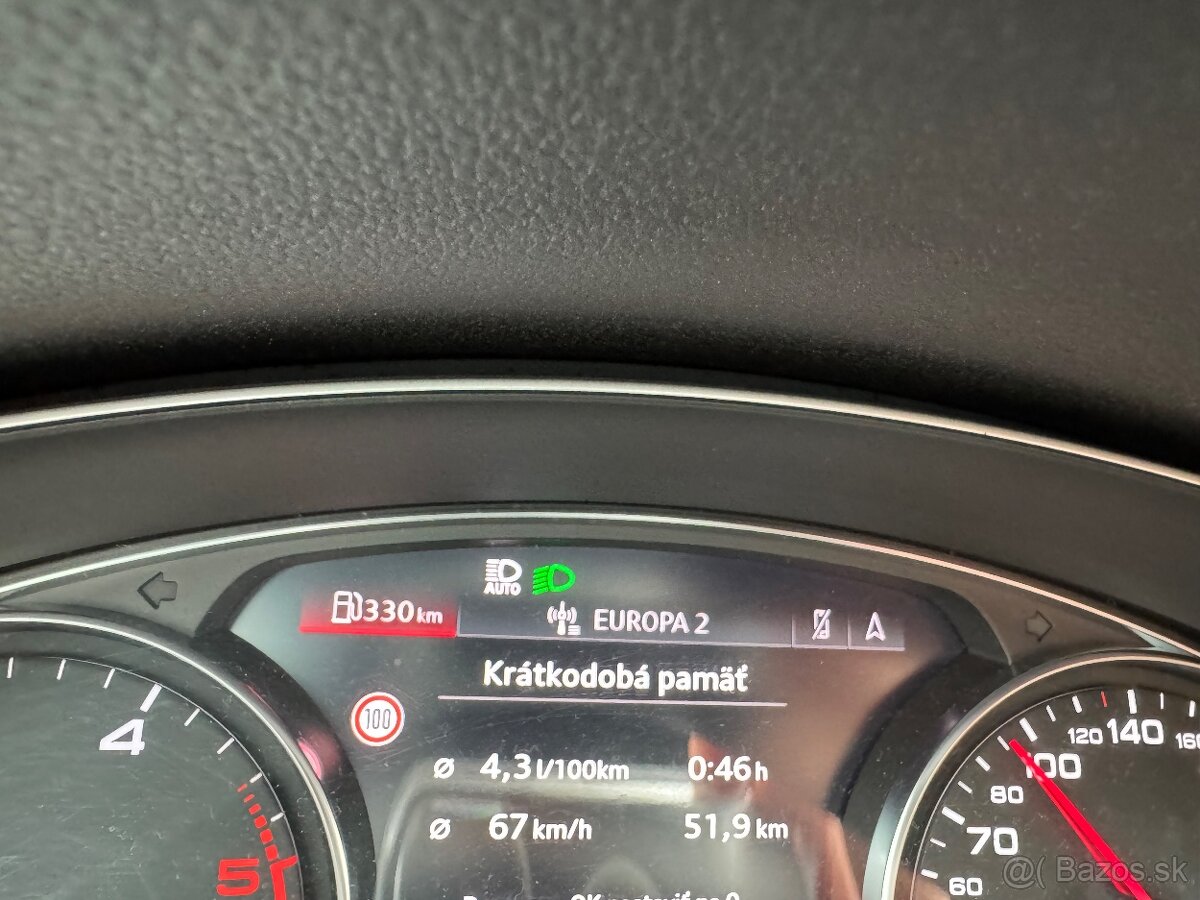 AUTO
330 km
EUROPA 2
Krátkodobá pamäť
100
ø 4,3 l/100km 0:46 h
ø 67 km/h 51,9 km
4
5
60
70
80
100
120
140
160
@( Bazos.sk